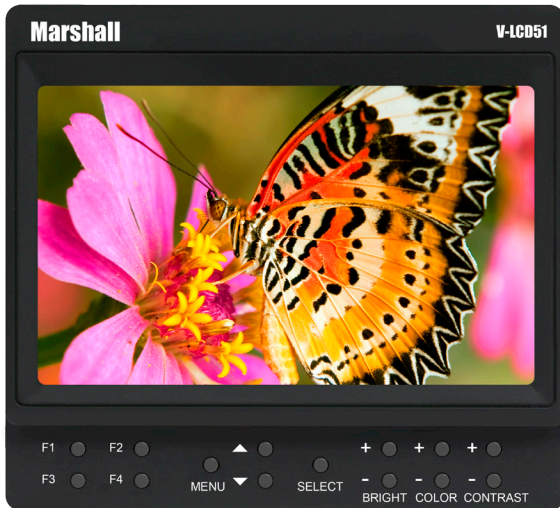 Marshall V-LCD51
F1 F2 + + +
F3 F4 MENU SELECT - - -
BRIGHT COLOR CONTRAST